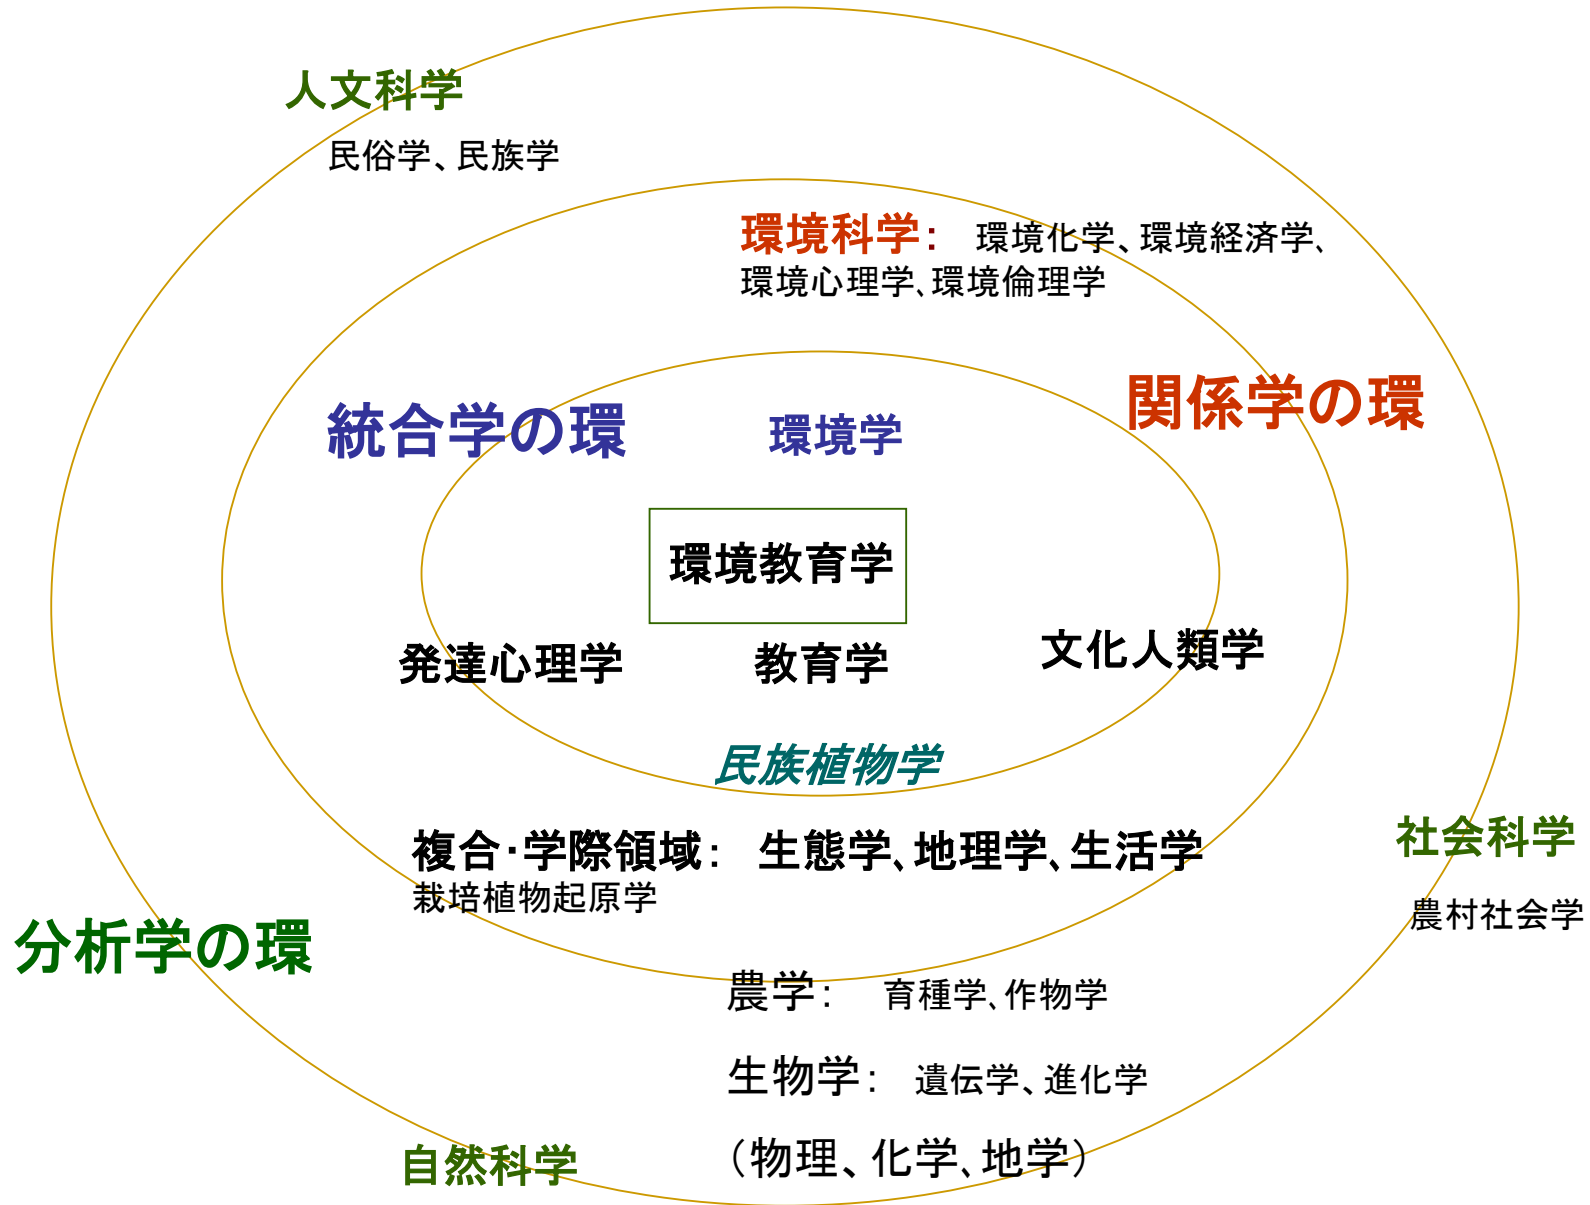 人文科学
民俗学、民族学
環境科学：　環境化学、環境経済学、
環境心理学、環境倫理学
関係学の環
統合学の環
環境学
環境教育学
発達心理学
教育学
文化人類学
民族植物学
複合・学際領域：　生態学、地理学、生活学
栽培植物起原学
社会科学
農村社会学
分析学の環
農学：　育種学、作物学
生物学：　遺伝学、進化学
（物理、化学、地学）
自然科学